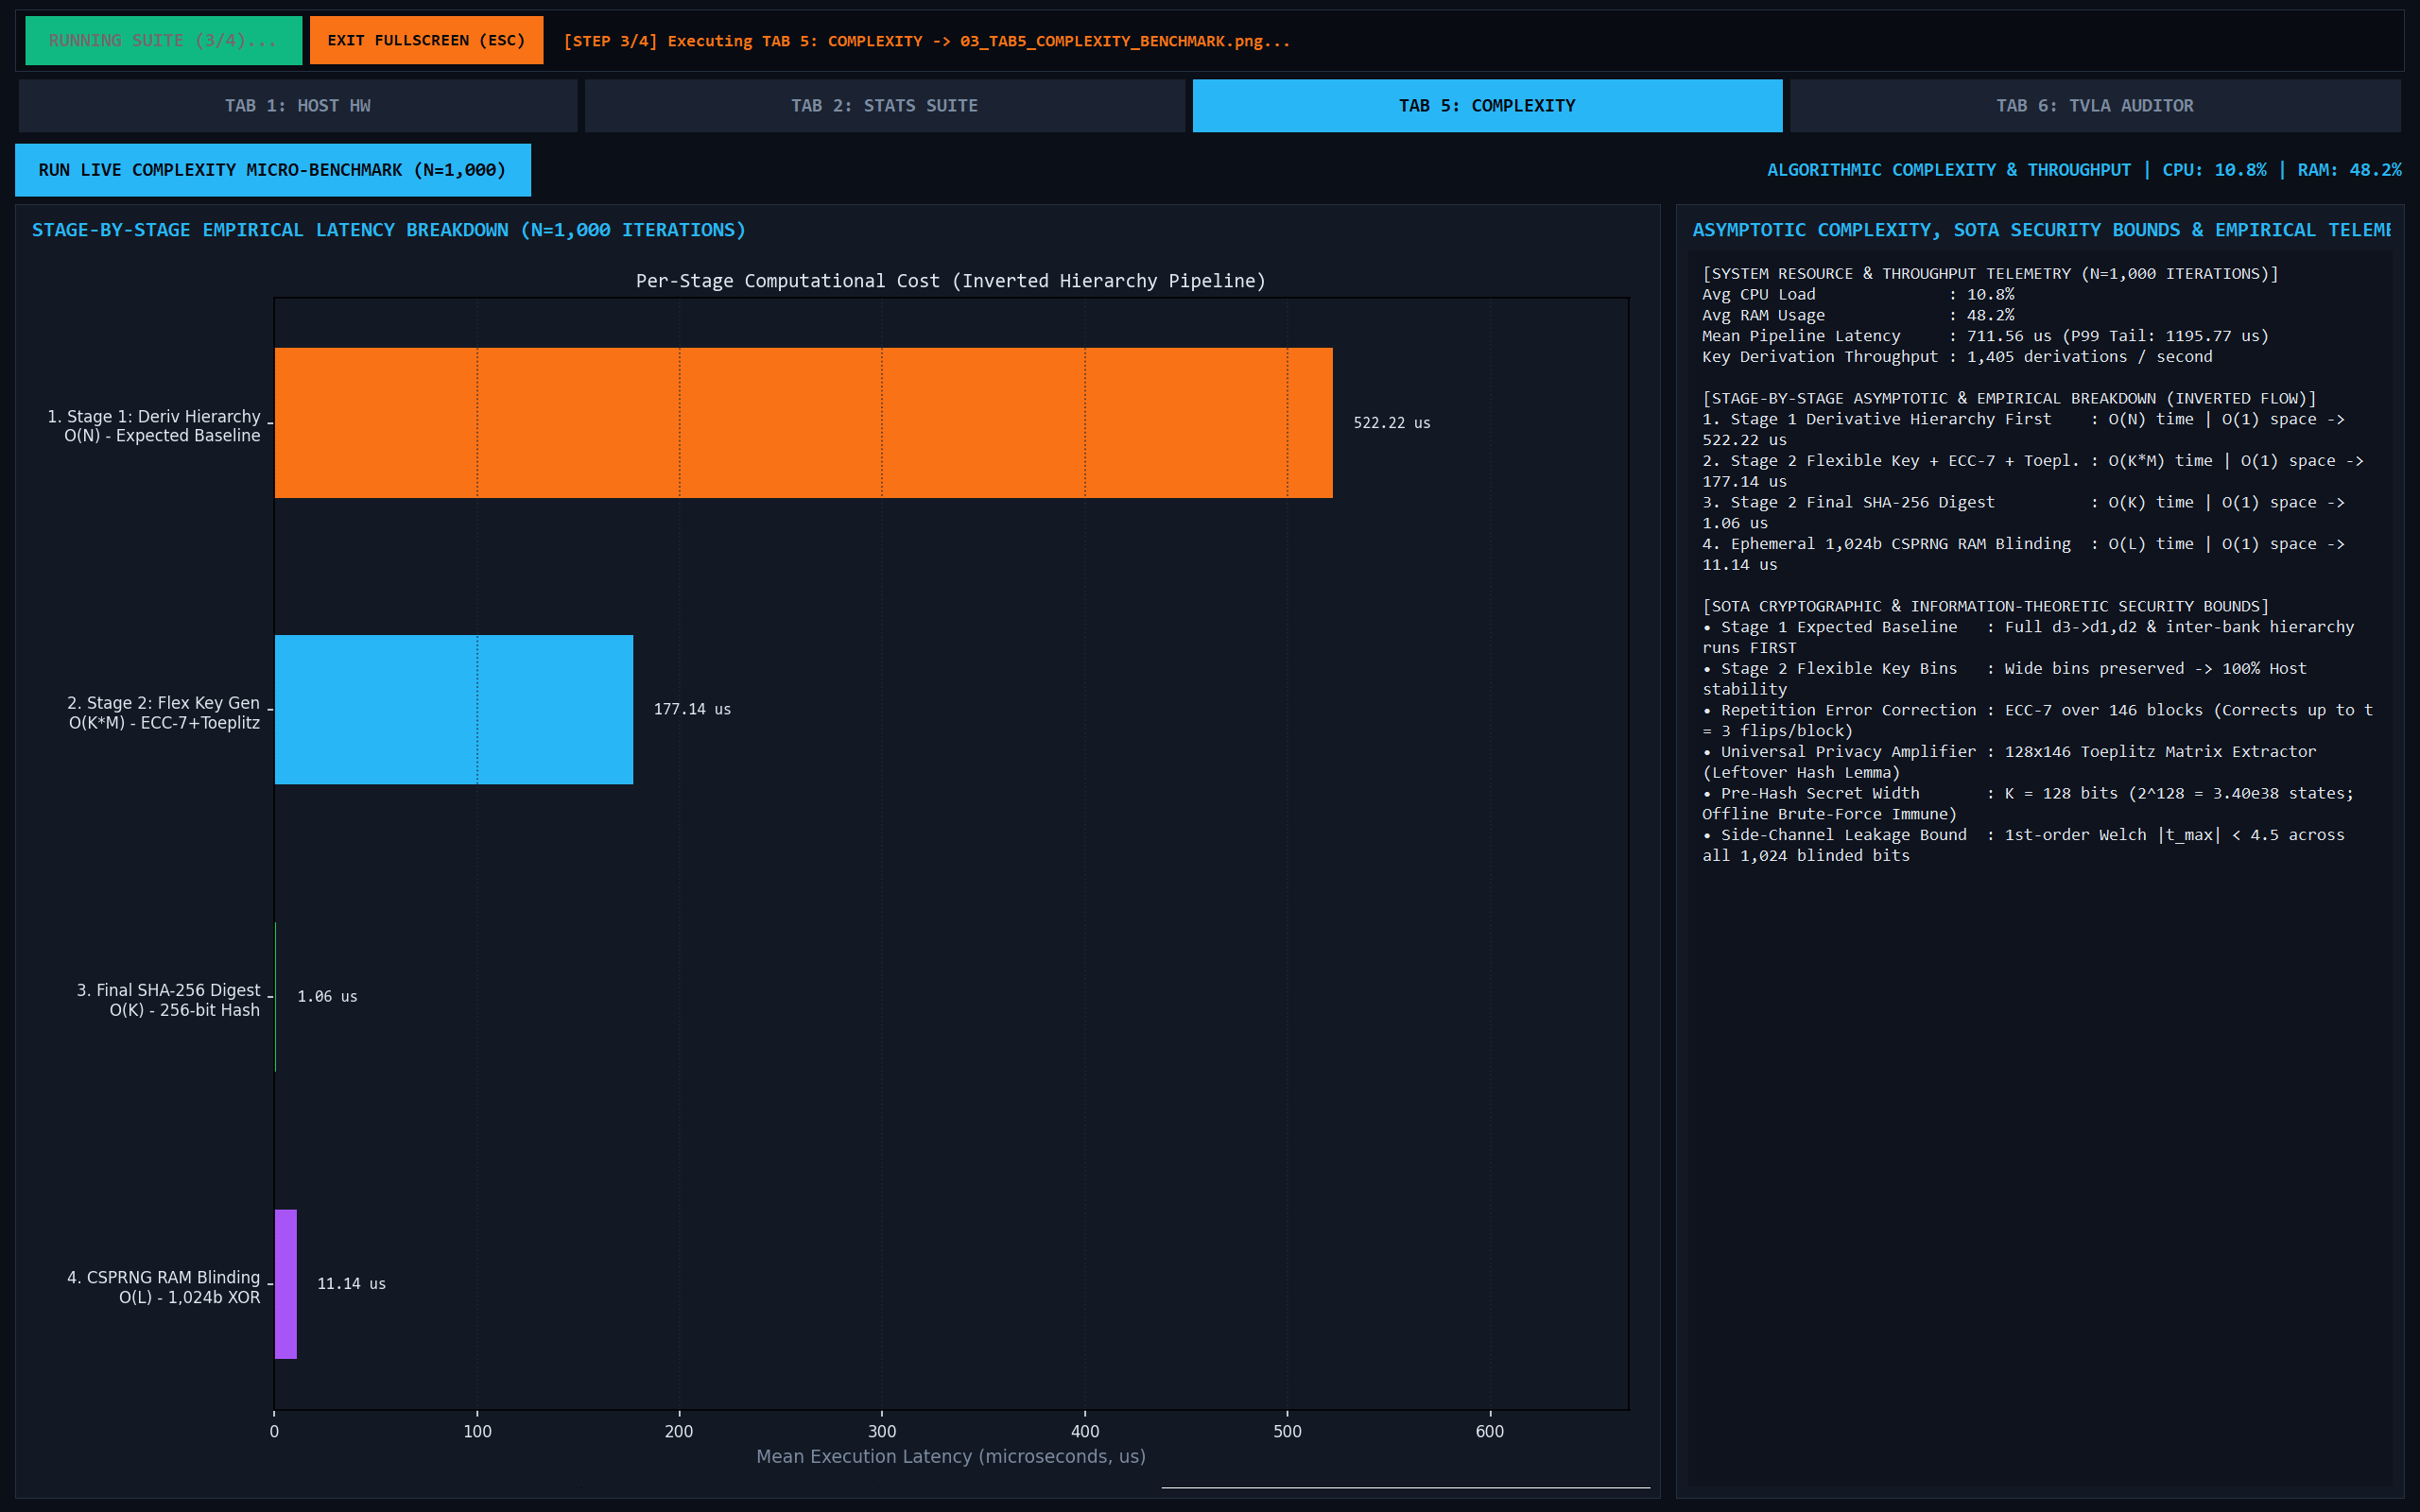 RUNNING SUITE (3/4)...
EXIT FULLSCREEN (ESC)
[STEP 3/4] Executing TAB 5: COMPLEXITY -> 03_TAB5_COMPLEXITY_BENCHMARK.png...
TAB 1: HOST HW
TAB 2: STATS SUITE
TAB 5: COMPLEXITY
TAB 6: TVLA AUDITOR
RUN LIVE COMPLEXITY MICRO-BENCHMARK (N=1,000)
ALGORITHMIC COMPLEXITY & THROUGHPUT | CPU: 10.8% | RAM: 48.2%
STAGE-BY-STAGE EMPIRICAL LATENCY BREAKDOWN (N=1,000 ITERATIONS)
Per-Stage Computational Cost (Inverted Hierarchy Pipeline)
1. Stage 1: Deriv Hierarchy
O(N) - Expected Baseline
522.22 us
2. Stage 2: Flex Key Gen
O(K*M) - ECC-7+Toeplitz
177.14 us
3. Final SHA-256 Digest
O(K) - 256-bit Hash
1.06 us
4. CSPRNG RAM Blinding
O(L) - 1,024b XOR
11.14 us
0 100 200 300 400 500 600
Mean Execution Latency (microseconds, us)
ASYMPTOTIC COMPLEXITY, SOTA SECURITY BOUNDS & EMPIRICAL TELEME
[SYSTEM RESOURCE & THROUGHPUT TELEMETRY (N=1,000 ITERATIONS)]
Avg CPU Load : 10.8%
Avg RAM Usage : 48.2%
Mean Pipeline Latency : 711.56 us (P99 Tail: 1195.77 us)
Key Derivation Throughput : 1,405 derivations / second
[STAGE-BY-STAGE ASYMPTOTIC & EMPIRICAL BREAKDOWN (INVERTED FLOW)]
1. Stage 1 Derivative Hierarchy First : O(N) time | O(1) space ->
522.22 us
2. Stage 2 Flexible Key + ECC-7 + Toepl. : O(K*M) time | O(1) space ->
177.14 us
3. Stage 2 Final SHA-256 Digest : O(K) time | O(1) space ->
1.06 us
4. Ephemeral 1,024b CSPRNG RAM Blinding : O(L) time | O(1) space ->
11.14 us
[SOTA CRYPTOGRAPHIC & INFORMATION-THEORETIC SECURITY BOUNDS]
• Stage 1 Expected Baseline : Full d3->d1,d2 & inter-bank hierarchy
runs FIRST
• Stage 2 Flexible Key Bins : Wide bins preserved -> 100% Host
stability
• Repetition Error Correction : ECC-7 over 146 blocks (Corrects up to t
= 3 flips/block)
• Universal Privacy Amplifier : 128x146 Toeplitz Matrix Extractor
(Leftover Hash Lemma)
• Pre-Hash Secret Width : K = 128 bits (2^128 = 3.40e38 states;
Offline Brute-Force Immune)
• Side-Channel Leakage Bound : 1st-order Welch |t_max| < 4.5 across
all 1,024 blinded bits